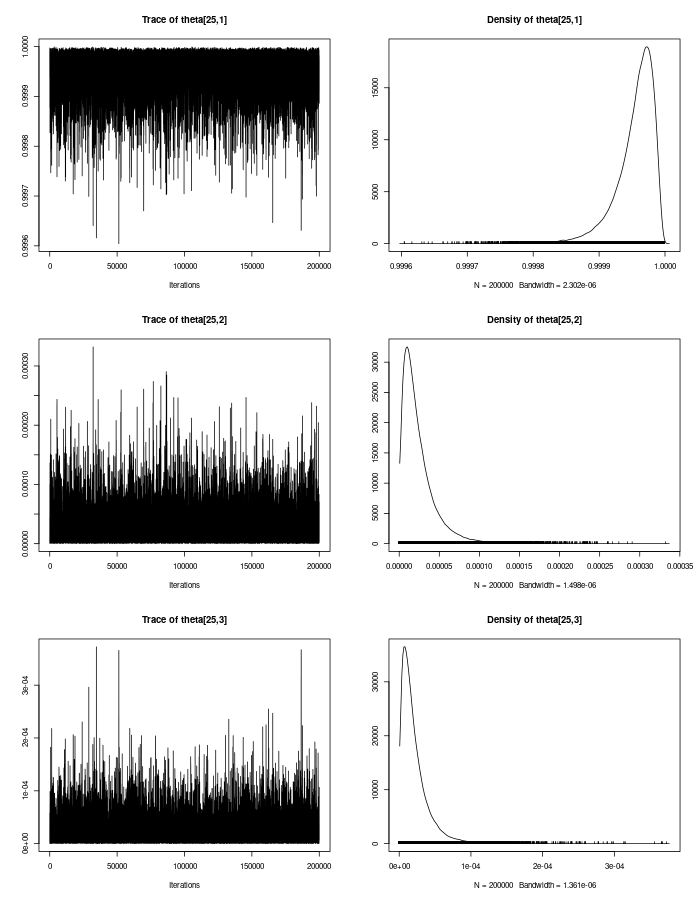 Trace of theta[25,1]
1.0000
0.9999
0.9998
0.9997
0.9996
0 50000 100000 150000 200000
Iterations
Density of theta[25,1]
15000
10000
5000
0
0.9996 0.9997 0.9998 0.9999 1.0000
N = 200000 Bandwidth = 2.302e-06
Trace of theta[25,2]
0.00030
0.00020
0.00010
0.00000
0 50000 100000 150000 200000
Iterations
Density of theta[25,2]
30000
25000
20000
15000
10000
5000
0
0.00000 0.00005 0.00010 0.00015 0.00020 0.00025 0.00030 0.00035
N = 200000 Bandwidth = 1.498e-06
Trace of theta[25,3]
3e-04
2e-04
1e-04
0e+00
0 50000 100000 150000 200000
Iterations
Density of theta[25,3]
30000
20000
10000
0
0e+00 1e-04 2e-04 3e-04
N = 200000 Bandwidth = 1.361e-06